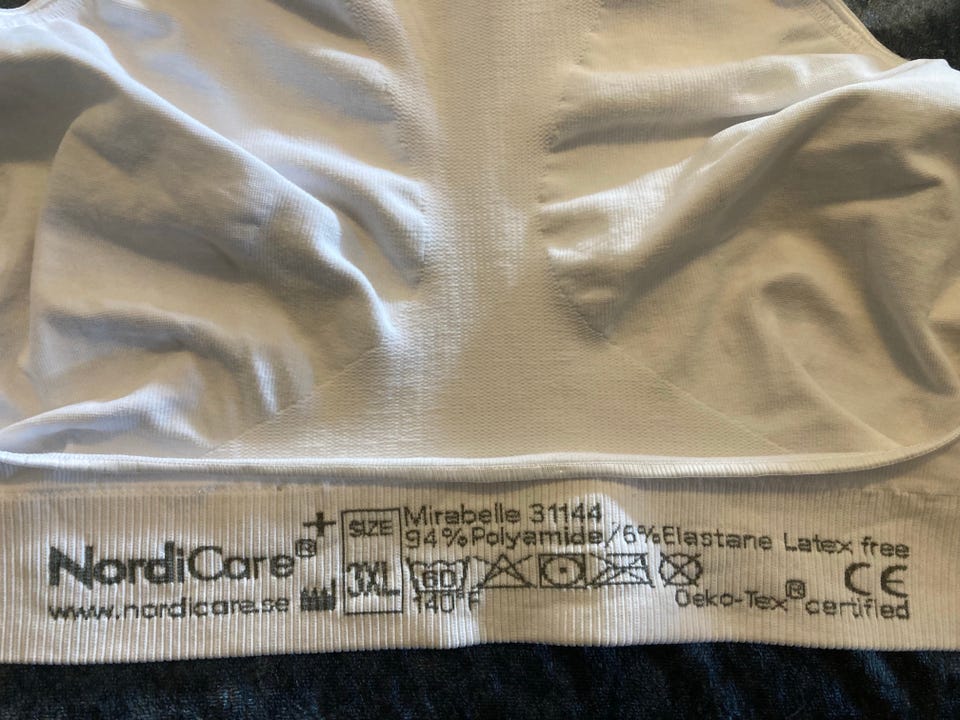 NordiCare®
www.nordicare.se
SIZE
3XL
Mirabelle 31144
94%Polyamide/6%Elastane Latex free
60
140°F
CE
Oeko-Tex® certified